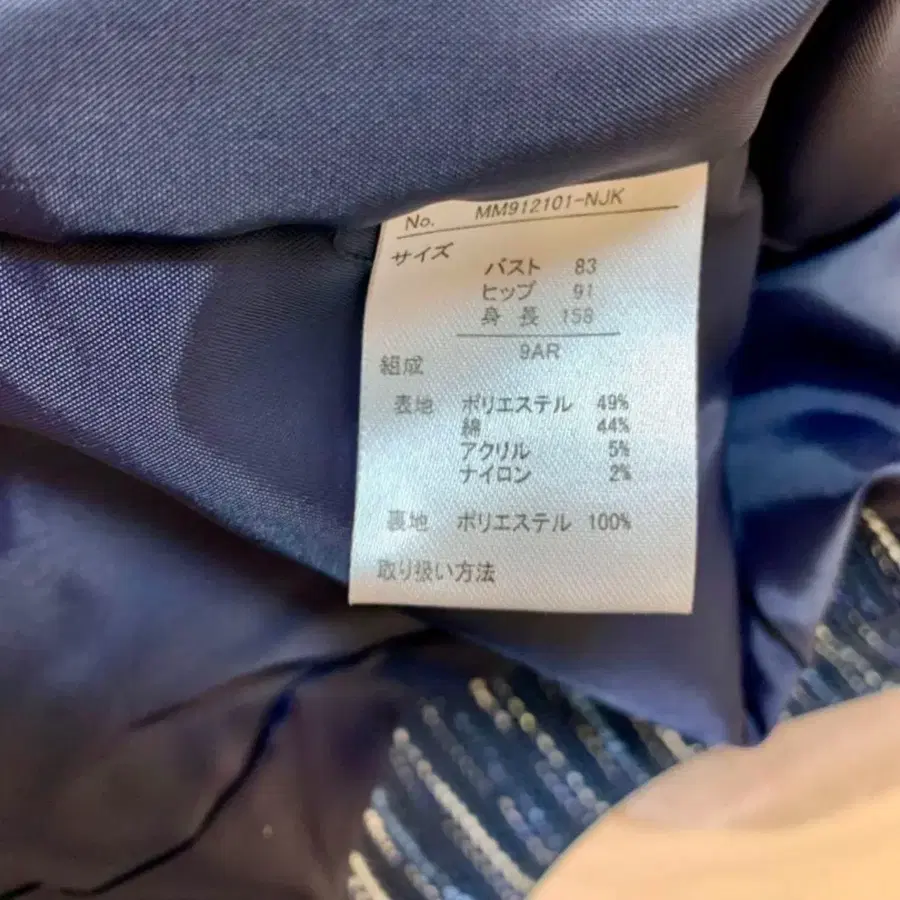 No. MM912101-NJK
サイズ
バスト 83
ヒップ 91
身 長 158
9AR
組成
表地 ポリエステル 49%
綿 44%
アクリル 5%
ナイロン 2%
裏地 ポリエステル 100%
取り扱い方法